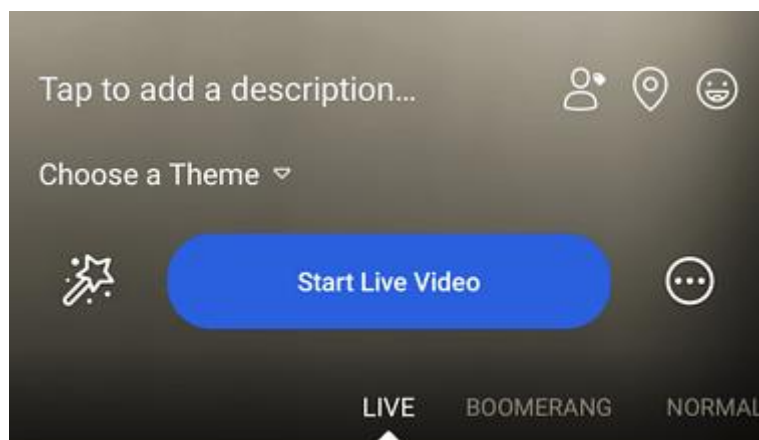 Tap to add a description...
Choose a Theme
Start Live Video
LIVE BOOMERANG NORMAL